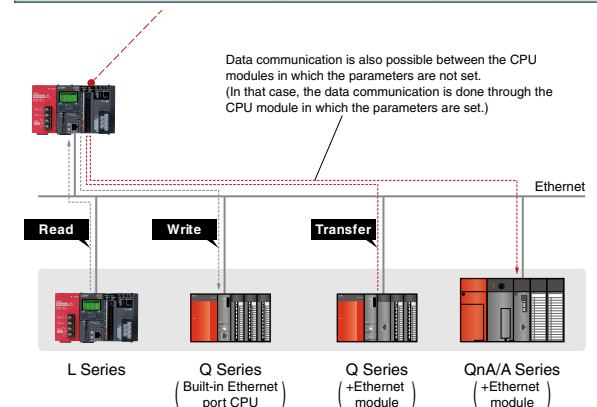 Data communication is also possible between the CPU
modules in which the parameters are not set.
(In that case, the data communication is done through the
CPU module in which the parameters are set.)
Ethernet
Read
Write
Transfer
L Series
Q Series
(Built-in Ethernet
port CPU)
Q Series
(+Ethernet
module)
QnA/A Series
(+Ethernet
module)